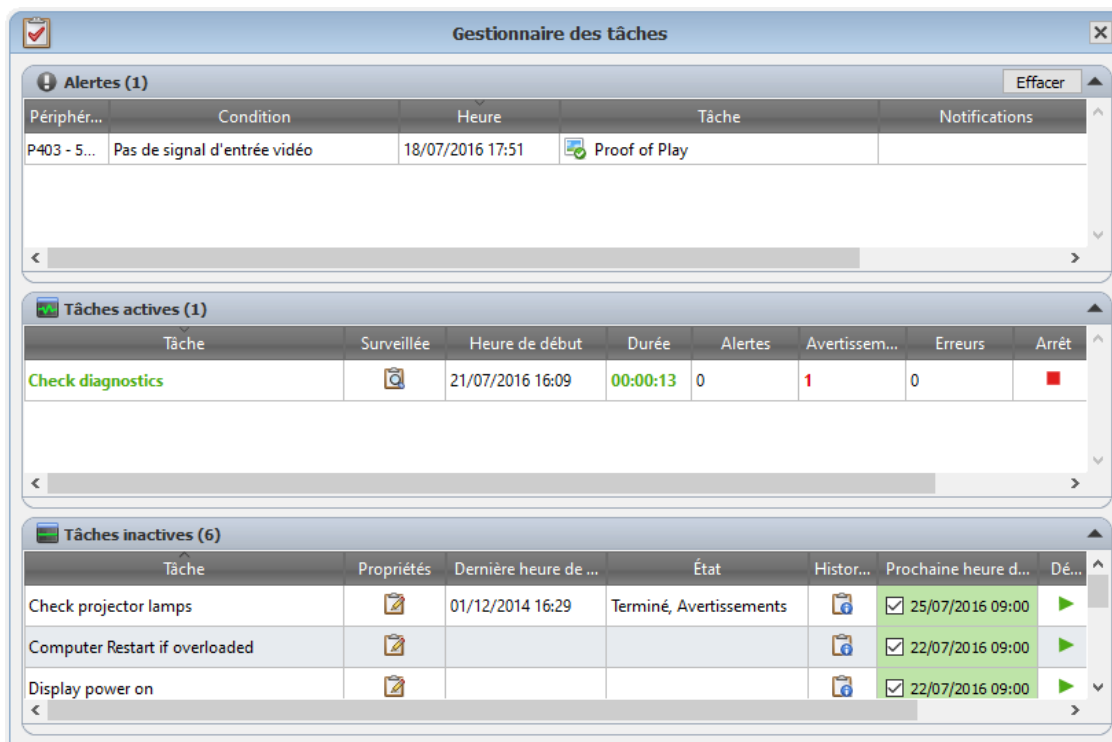 Gestionnaire des tâches
Alertes (1) Effacer
Périphér... Condition Heure Tâche Notifications
P403 - 5... Pas de signal d'entrée vidéo 18/07/2016 17:51 Proof of Play
Tâches actives (1)
Tâche Surveillée Heure de début Durée Alertes Avertissem... Erreurs Arrêt
Check diagnostics 21/07/2016 16:09 00:00:13 0 1 0
Tâches inactives (6)
Tâche Propriétés Dernière heure de ... État Histor... Prochaine heure d... Dé...
Check projector lamps 01/12/2014 16:29 Terminé, Avertissements 25/07/2016 09:00
Computer Restart if overloaded 22/07/2016 09:00
Display power on 22/07/2016 09:00